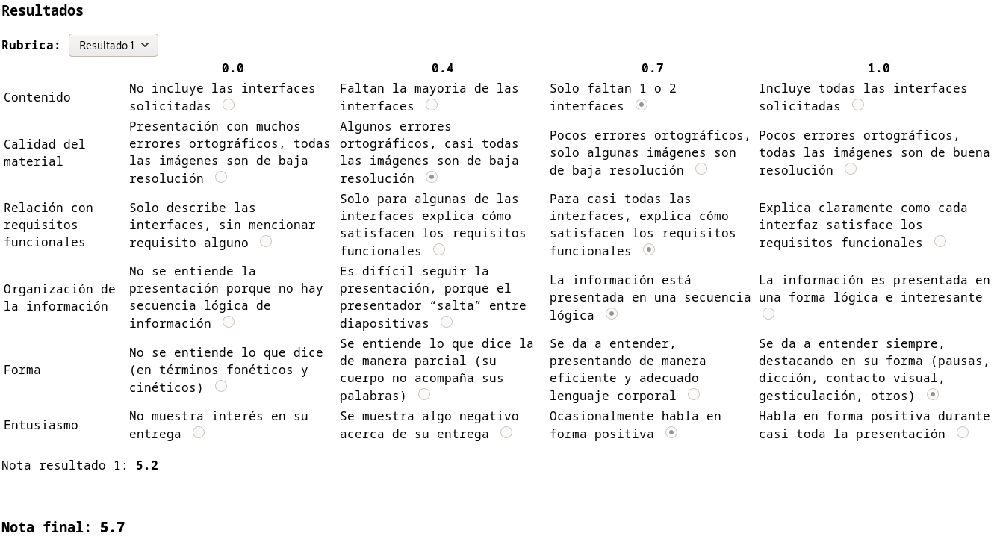 Resultados
Rubrica: Resultado 1
0.0 0.4 0.7 1.0
Contenido
No incluye las interfaces
solicitadas
Faltan la mayoria de las
interfaces
Solo faltan 1 o 2
interfaces
Incluye todas las interfaces
solicitadas
Calidad del
material
Presentación con muchos
errores ortográficos, todas
las imágenes son de baja
resolución
Algunos errores
ortográficos, casi todas
las imágenes son de baja
resolución
Pocos errores ortográficos,
solo algunas imágenes son
de baja resolución
Pocos errores ortográficos,
todas las imágenes son de buena
resolución
Relación con
requisitos
funcionales
Solo describe las
interfaces, sin mencionar
requisito alguno
Solo para algunas de las
interfaces explica cómo
satisfacen los requisitos
funcionales
Para casi todas las
interfaces, explica cómo
satisfacen los requisitos
funcionales
Explica claramente como cada
interfaz satisface los
requisitos funcionales
Organización de
la información
No se entiende la
presentación porque no hay
secuencia lógica de
información
Es difícil seguir la
presentación, porque el
presentador “salta” entre
diapositivas
La información está
presentada en una secuencia
lógica
La información es presentada en
una forma lógica e interesante
Forma
No se entiende lo que dice
(en términos fonéticos y
cinéticos)
Se entiende lo que dice la
de manera parcial (su
cuerpo no acompaña sus
palabras)
Se da a entender,
presentando de manera
eficiente y adecuado
lenguaje corporal
Se da a entender siempre,
destacando en su forma (pausas,
dicción, contacto visual,
gesticulación, otros)
Entusiasmo
No muestra interés en su
entrega
Se muestra algo negativo
acerca de su entrega
Ocasionalmente habla en
forma positiva
Habla en forma positiva durante
casi toda la presentación
Nota resultado 1: 5.2
Nota final: 5.7